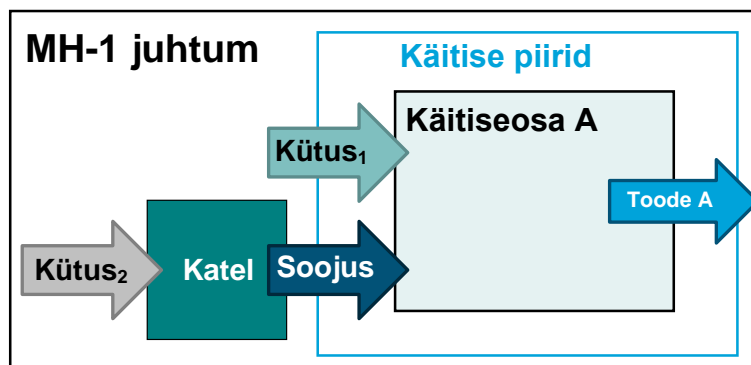 MH-1 juhtum
Käitise piirid
Käitiseosa A
Kütus₁
Toode A
Kütus₂
Katel
Soojus